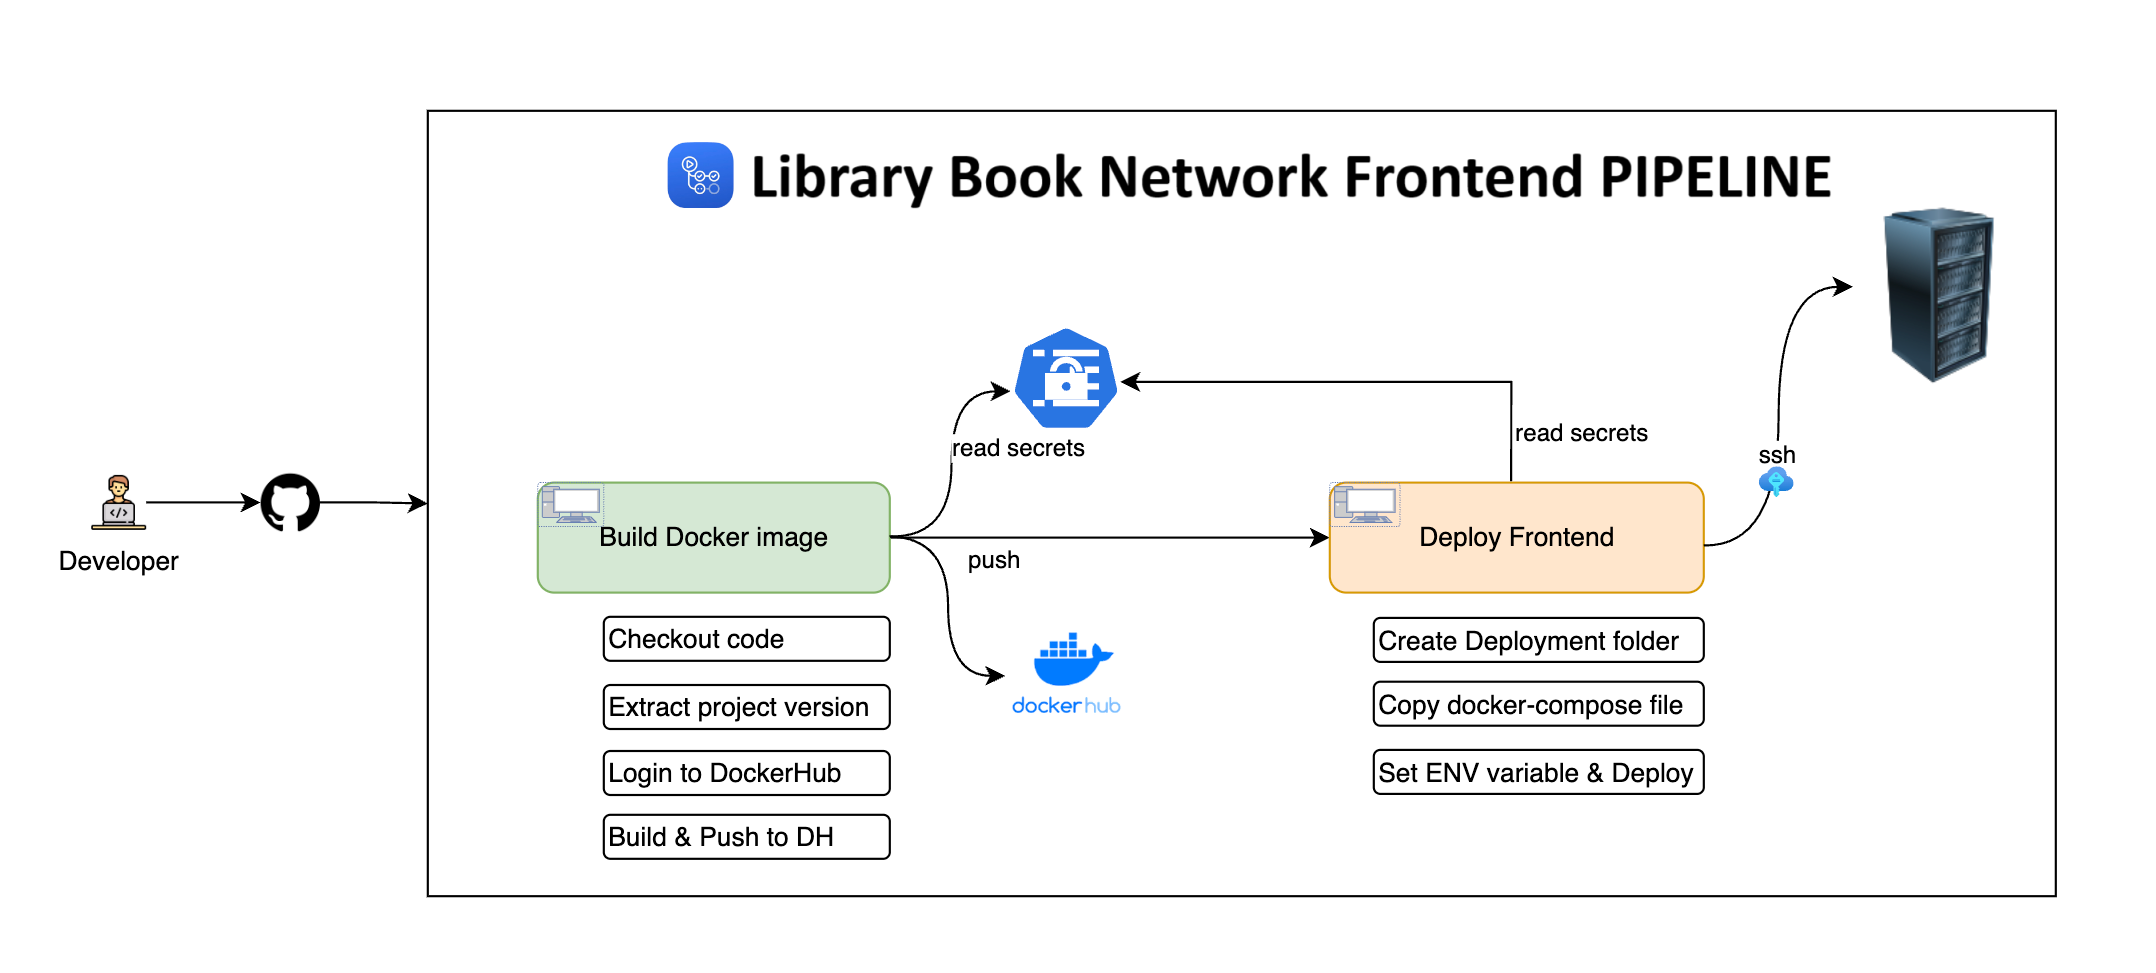 Library Book Network Frontend PIPELINE
read secrets
read secrets
ssh
Developer
Build Docker image
push
Deploy Frontend
Checkout code
Extract project version
Login to DockerHub
Build & Push to DH
dockerhub
Create Deployment folder
Copy docker-compose file
Set ENV variable & Deploy